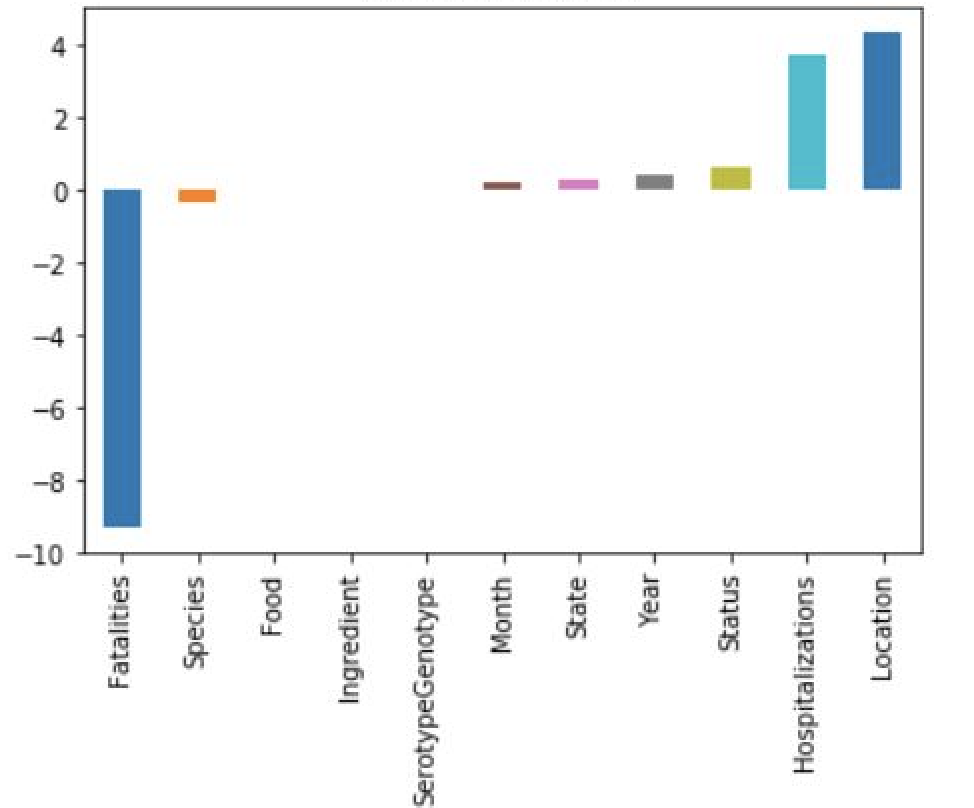 4
2
0
−2
−4
−6
−8
−10
Fatalities
Species
Food
Ingredient
SerotypeGenotype
Month
State
Year
Status
Hospitalizations
Location